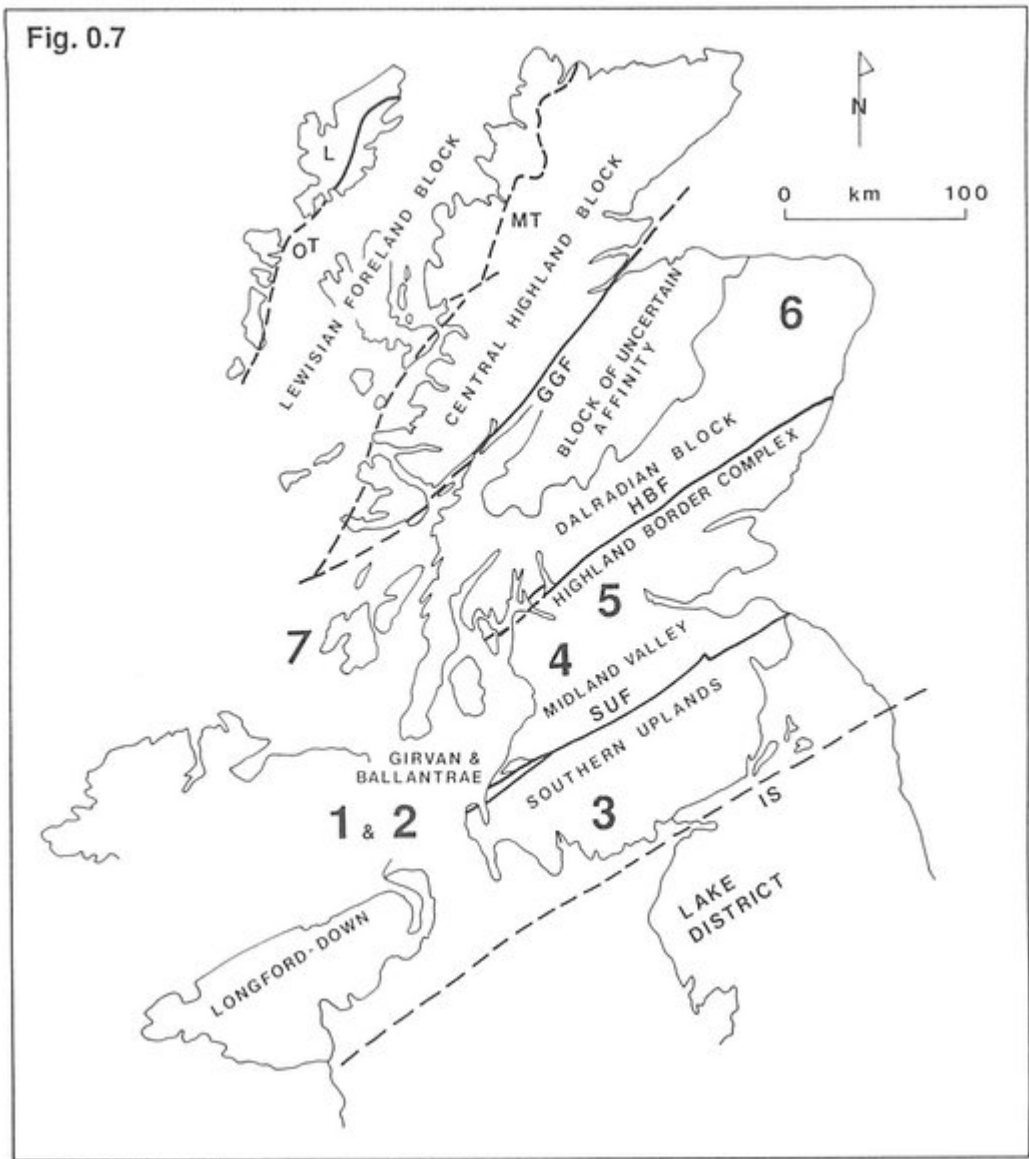 Fig. 0.7
N
0 km 100
L
OT
LEWISIAN FORELAND BLOCK
MT
CENTRAL HIGHLAND BLOCK
GGF
BLOCK OF UNCERTAIN
AFFINITY
6
DALRADIAN BLOCK
HBF
HIGHLAND BORDER COMPLEX
5
7
4
MIDLAND VALLEY
SUF
SOUTHERN UPLANDS
GIRVAN &
BALLANTRAE
1 & 2
3
IS
LAKE
DISTRICT
LONGFORD-DOWN